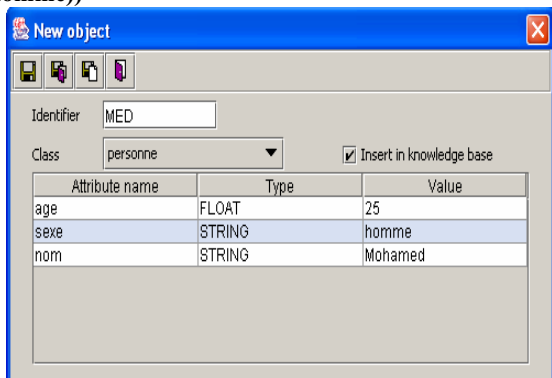 New object
Identifier MED
Class personne Insert in knowledge base
Attribute name Type Value
age FLOAT 25
sexe STRING homme
nom STRING Mohamed